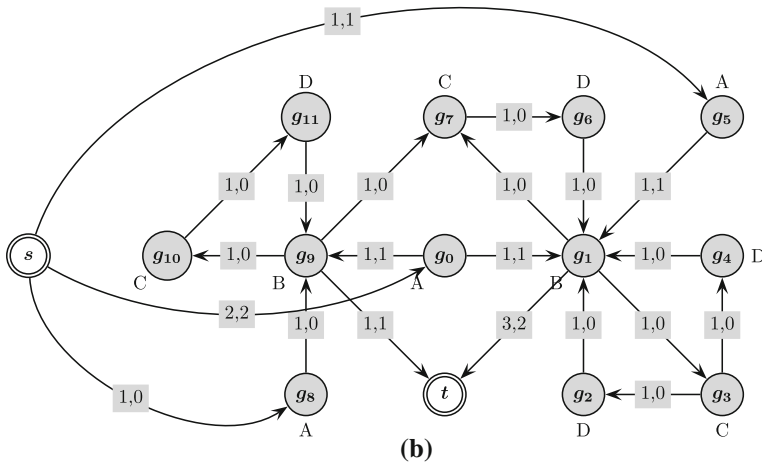 1,1
D C D A
g11 g7 g6 g5
1,0 1,0
1,0 1,0 1,0 1,0 1,0 1,1
s g10 1,0 g9 1,1 g0 1,1 g1 1,0 g4
C B A B D
2,2 1,0 1,1 3,2 1,0 1,0 1,0
1,0 g8 t g2 1,0 g3
A D C
(b)